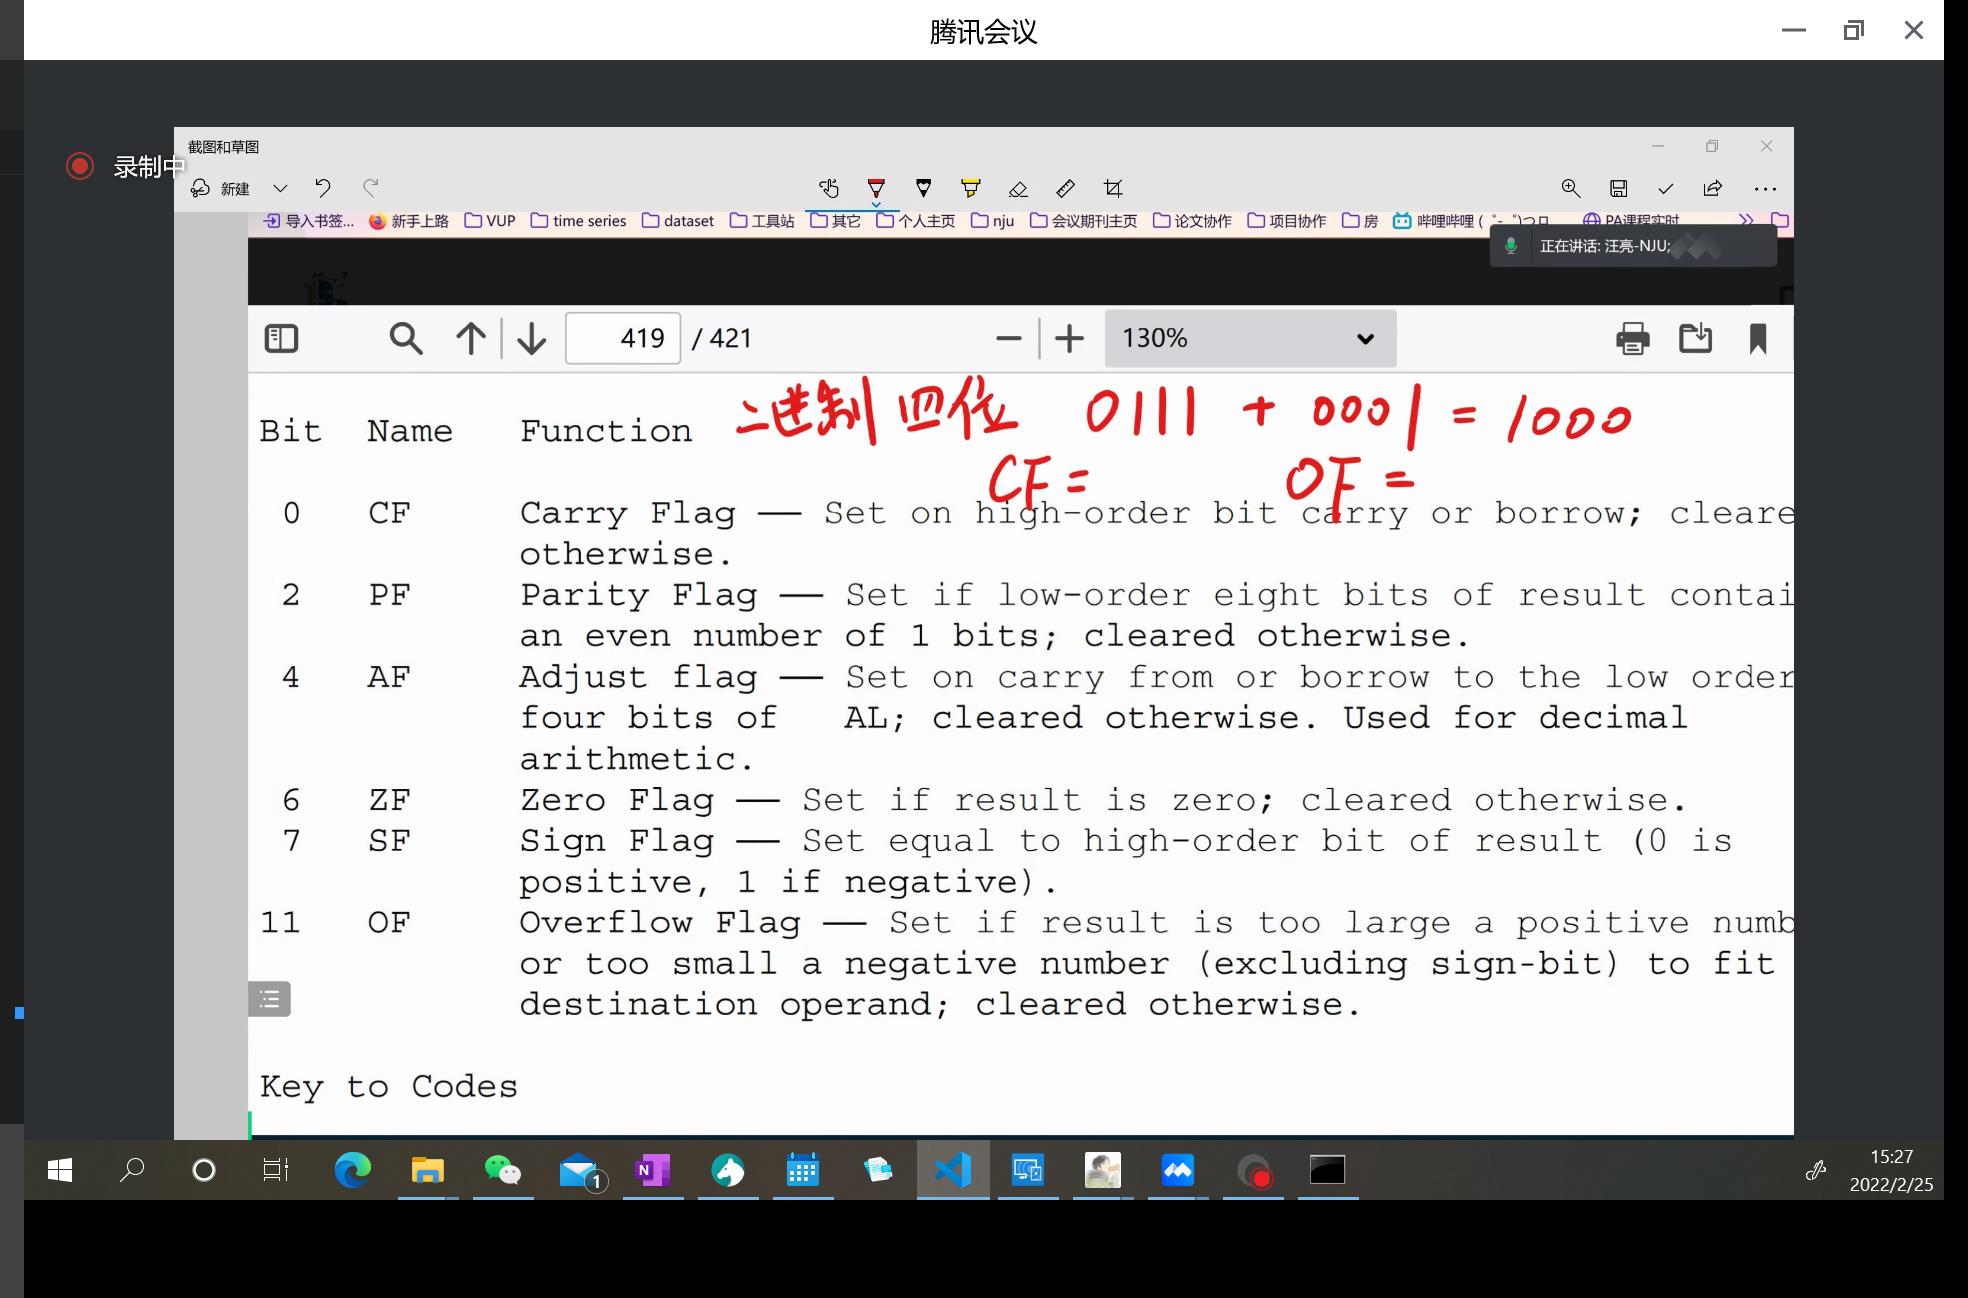 腾讯会议
录制中
截图和草图
新建
导入书签... 新手上路 VUP time series dataset 工具站 其它 个人主页 nju 会议期刊主页 论文协作 项目协作 房 哔哩哔哩 ( ゜- ゜)つロ PA课程实时
正在讲话: 汪亮-NJU;
419 / 421 130%
二进制 四位 0111 + 0001 = 1000
Bit Name Function
CF = OF =
0 CF Carry Flag — Set on high-order bit carry or borrow; cleare
otherwise.
2 PF Parity Flag — Set if low-order eight bits of result contai
an even number of 1 bits; cleared otherwise.
4 AF Adjust flag — Set on carry from or borrow to the low order
four bits of AL; cleared otherwise. Used for decimal
arithmetic.
6 ZF Zero Flag — Set if result is zero; cleared otherwise.
7 SF Sign Flag — Set equal to high-order bit of result (0 is
positive, 1 if negative).
11 OF Overflow Flag — Set if result is too large a positive numb
or too small a negative number (excluding sign-bit) to fit
destination operand; cleared otherwise.
Key to Codes
1
N
15:27
2022/2/25